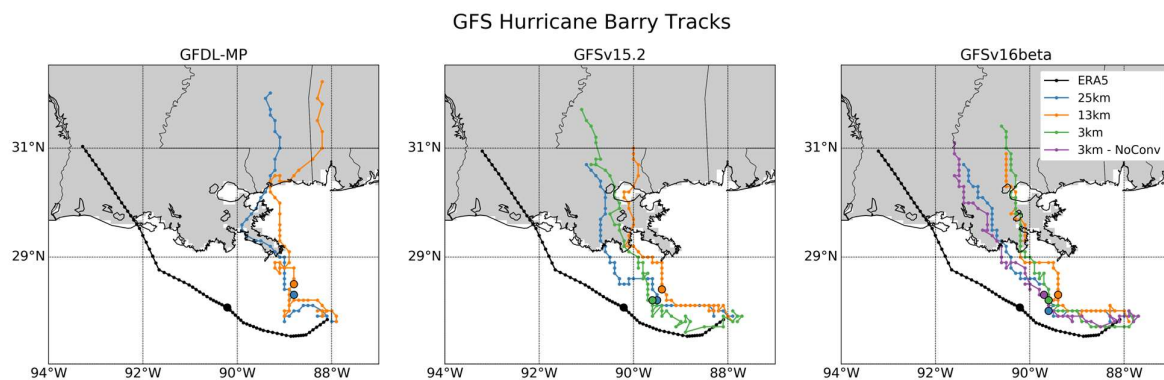 GFS Hurricane Barry Tracks
GFDL-MP
GFSv15.2
GFSv16beta
ERA5
25km
13km
3km
3km - NoConv
31°N
29°N
94°W
92°W
90°W
88°W
31°N
29°N
94°W
92°W
90°W
88°W
31°N
29°N
94°W
92°W
90°W
88°W